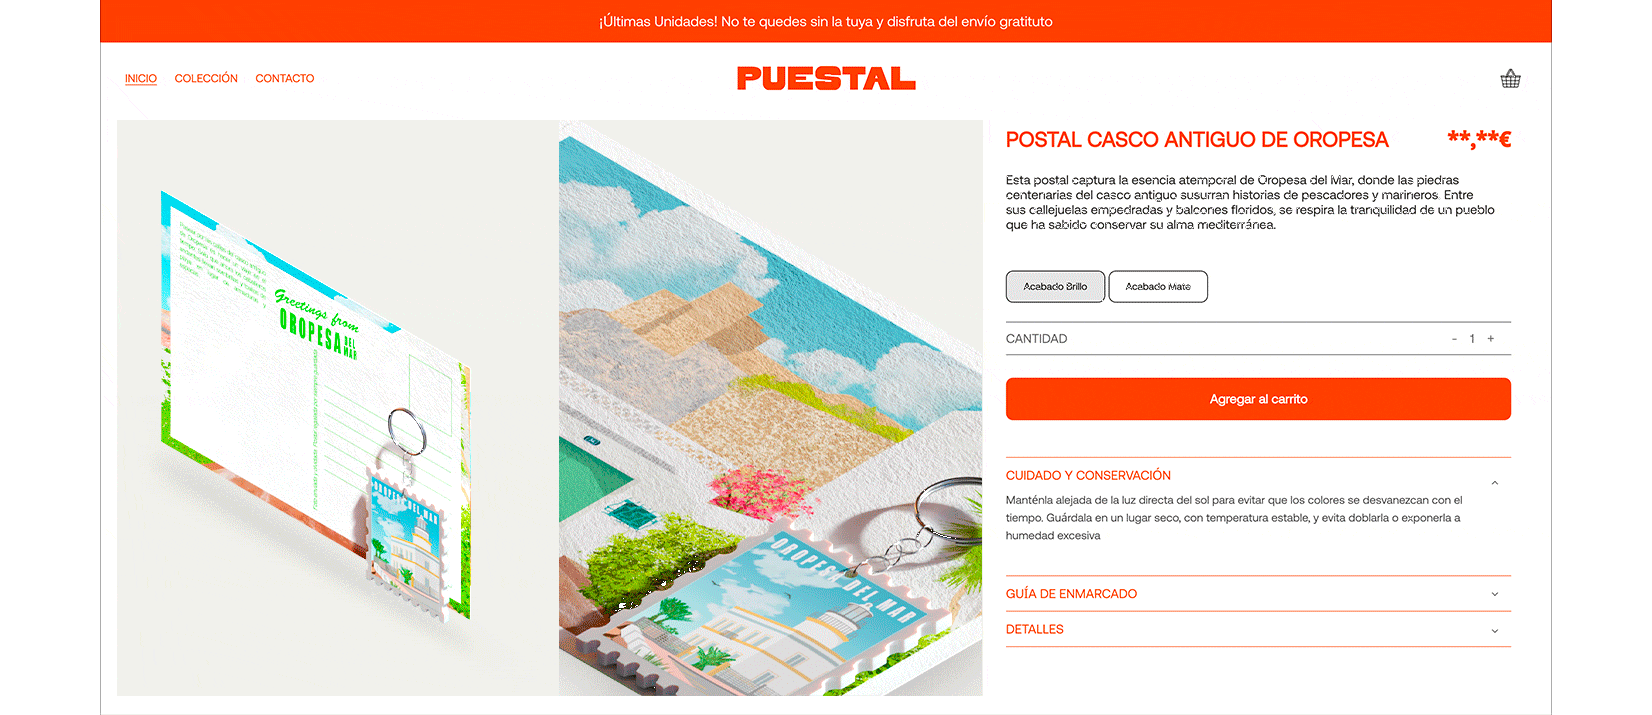 ¡Últimas Unidades! No te quedes sin la tuya y disfruta del envío gratituto
INICIO COLECCIÓN CONTACTO
PUESTAL
POSTAL CASCO ANTIGUO DE OROPESA
**,**€
Esta postal captura la esencia atemporal de Oropesa del Mar, donde las piedras
centenarias del casco antiguo susurran historias de pescadores y marineros. Entre
sus callejuelas empedradas y balcones floridos, se respira la tranquilidad de un pueblo
que ha sabido conservar su alma mediterránea.
Acabado Brillo
Acabado Mate
CANTIDAD
- 1 +
Agregar al carrito
CUIDADO Y CONSERVACIÓN
Manténla alejada de la luz directa del sol para evitar que los colores se desvanezcan con el
tiempo. Guárdala en un lugar seco, con temperatura estable, y evita doblarla o exponerla a
humedad excesiva
GUÍA DE ENMARCADO
DETALLES
Greetings from
OROPESA DEL MAR
OROPESA DEL MAR
OROPESA DEL MAR